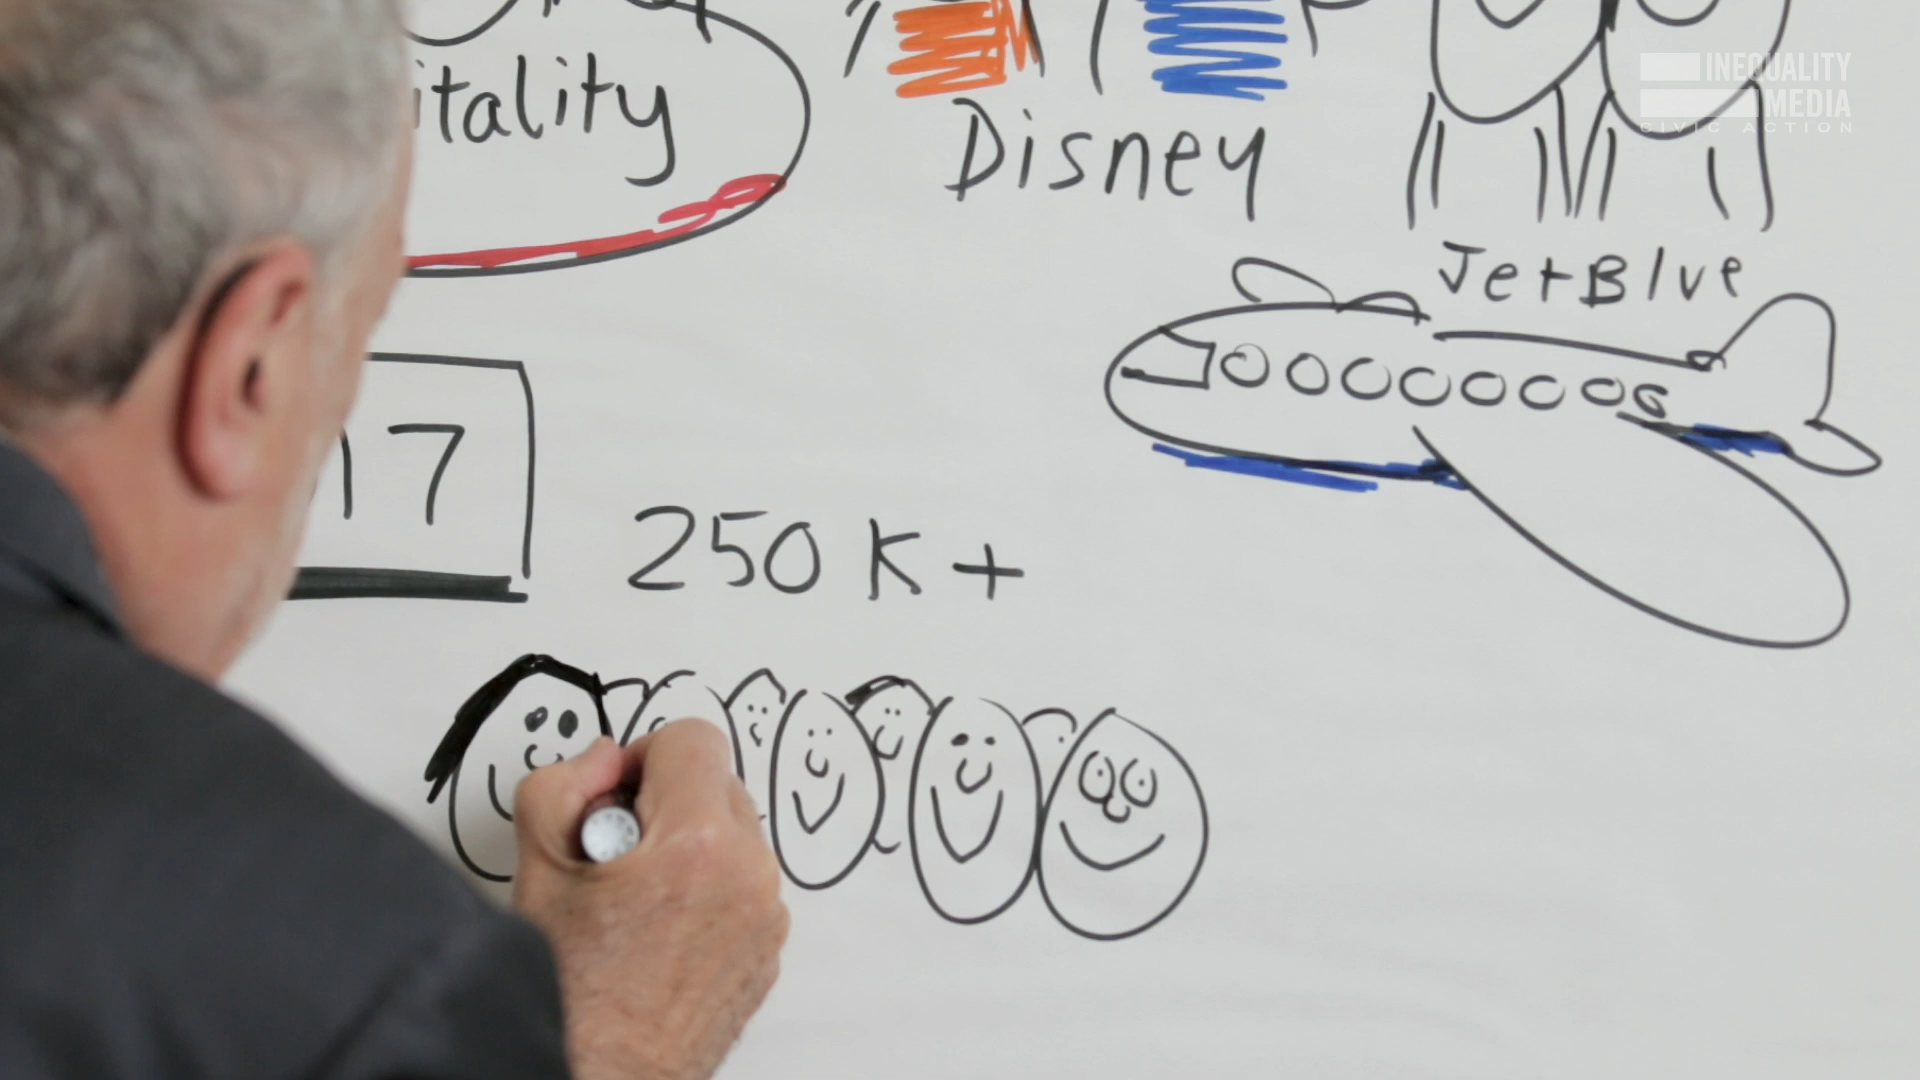 itality
Disney
INEQUALITY
MEDIA
CIVIC ACTION
JetBlue
17
250 K +